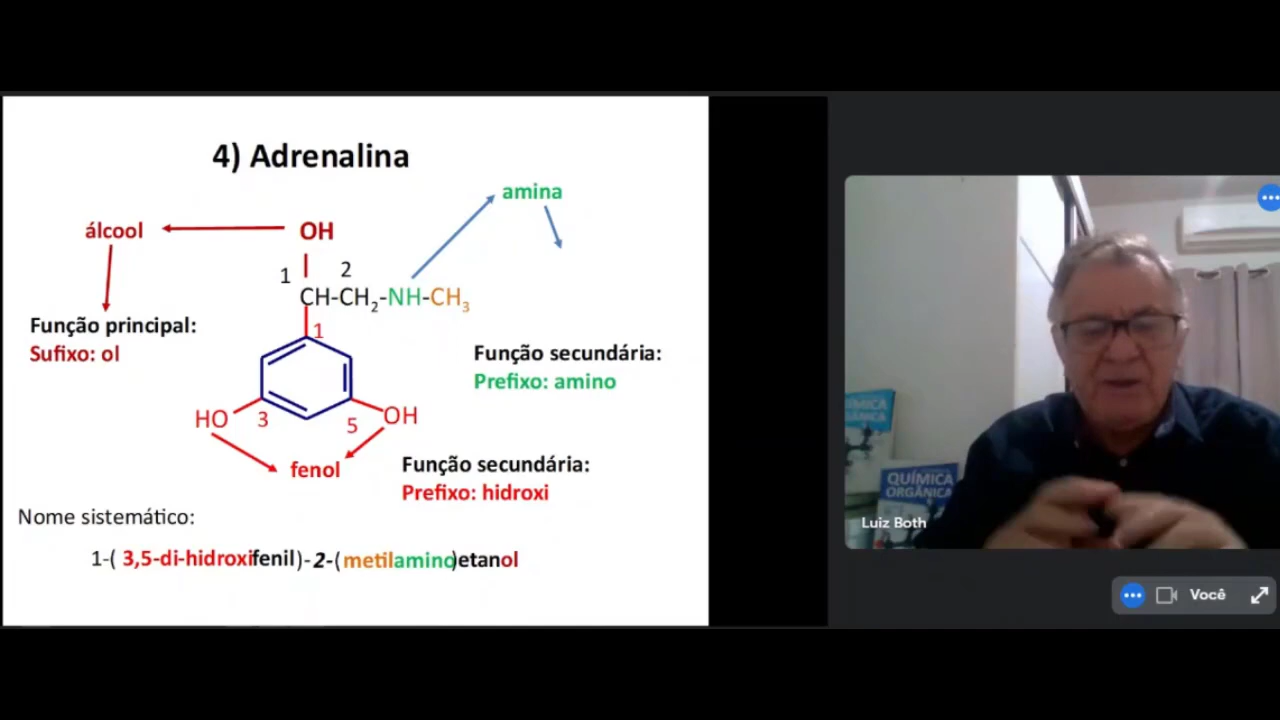 4) Adrenalina
amina
álcool
OH
1
2
CH-CH2-NH-CH3
1
Função principal:
Sufixo: ol
Função secundária:
Prefixo: amino
HO
3
5
OH
fenol
Função secundária:
Prefixo: hidroxi
Nome sistemático:
1-( 3,5-di-hidroxifenil)-2-(metilamino)etanol
QUÍMICA
ORGÂNICA
Luiz Both
Você